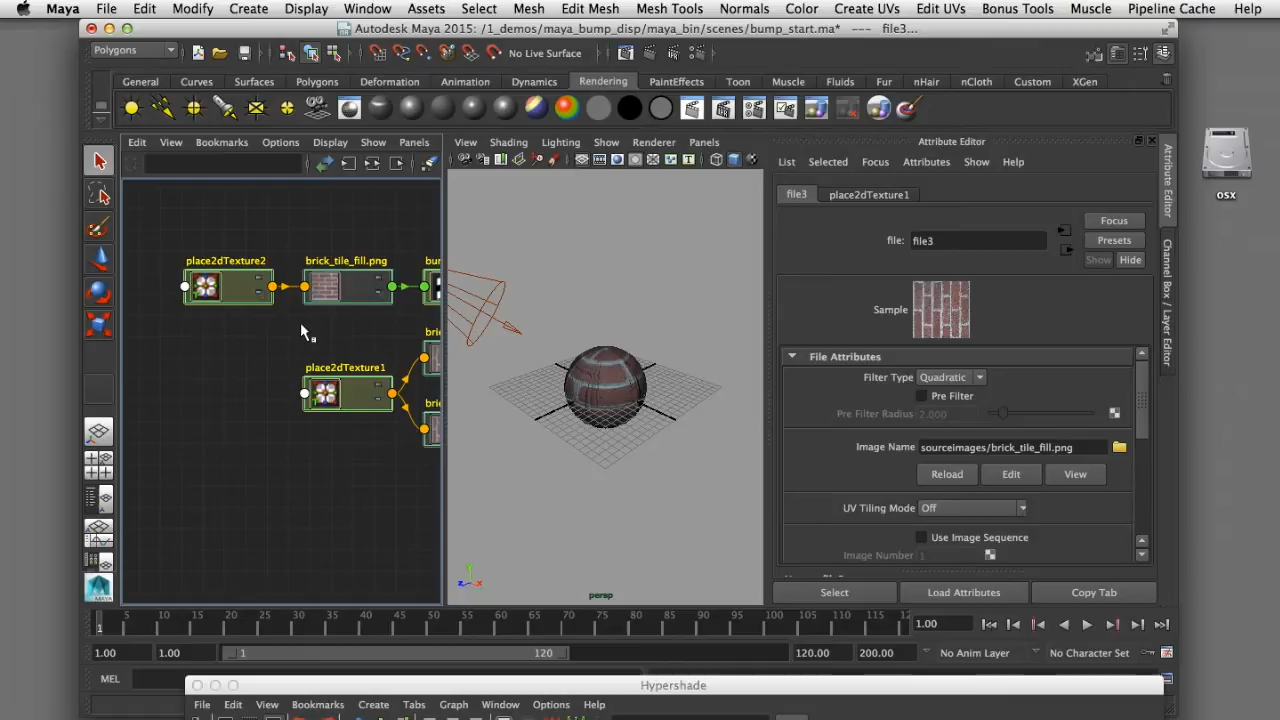 Maya File Edit Modify Create Display Window Assets Select Mesh Edit Mesh Mesh Tools Normals Color Create UVs Edit UVs Bonus Tools Muscle Pipeline Cache Help
Autodesk Maya 2015: /1_demos/maya_bump_disp/maya_bin/scenes/bump_start.ma* --- file3...
Polygons
No Live Surface
General Curves Surfaces Polygons Deformation Animation Dynamics Rendering PaintEffects Toon Muscle Fluids Fur nHair nCloth Custom XGen
Edit View Bookmarks Options Display Show Panels
View Shading Lighting Show Renderer Panels
Attribute Editor
List Selected Focus Attributes Show Help
file3 place2dTexture1
file: file3
Focus
Presets
Show Hide
Sample
place2dTexture2
brick_tile_fill.png
bur
place2dTexture1
bric
bric
File Attributes
Filter Type Quadratic
Pre Filter
Pre Filter Radius 2.000
Image Name sourceimages/brick_tile_fill.png
Reload Edit View
UV Tiling Mode Off
Use Image Sequence
Image Number 1
persp
Select Load Attributes Copy Tab
Attribute Editor
Channel Box / Layer Editor
osx
MAYA
5 10 15 20 25 30 35 40 45 50 55 60 65 70 75 80 85 90 95 100 105 110 115 12
1
1.00
1.00 1.00 1 120 120.00 200.00 No Anim Layer No Character Set
MEL
Hypershade
File Edit View Bookmarks Create Tabs Graph Window Options Help